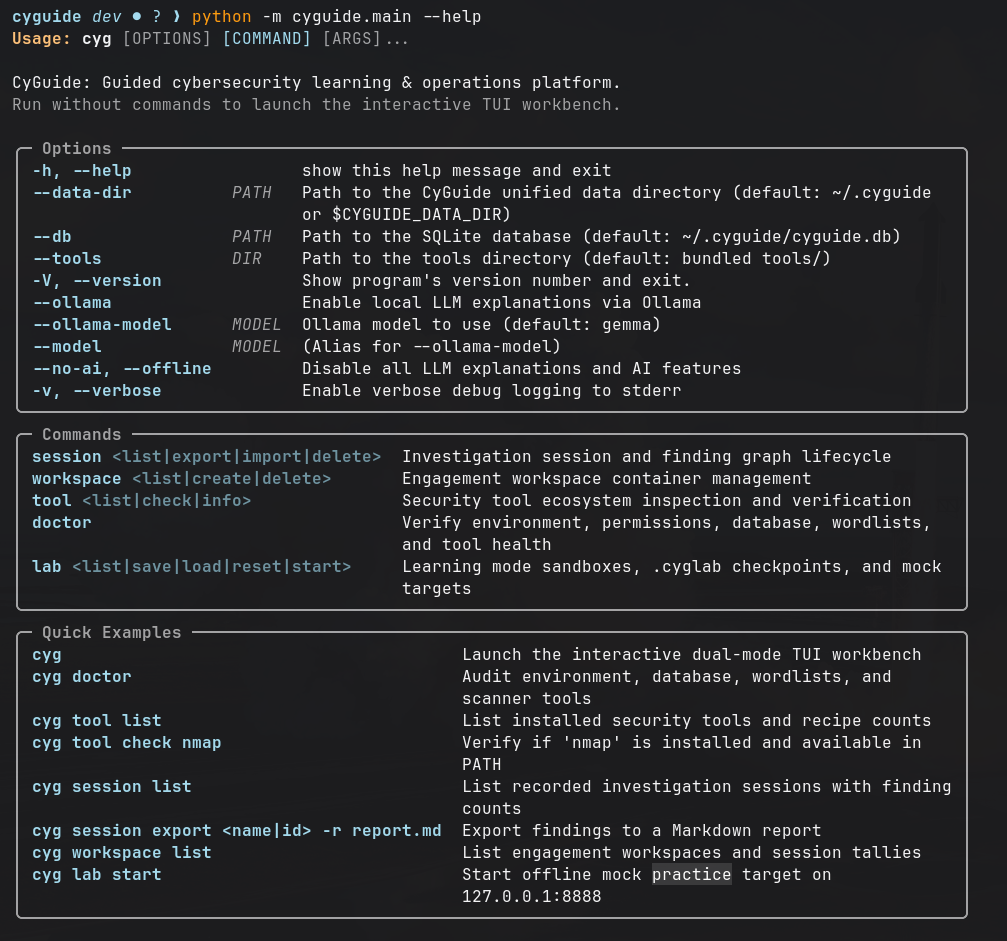 cyguide dev ● ? ❱ python -m cyguide.main --help
Usage: cyg [OPTIONS] [COMMAND] [ARGS]...
CyGuide: Guided cybersecurity learning & operations platform.
Run without commands to launch the interactive TUI workbench.
Options
-h, --help show this help message and exit
--data-dir PATH Path to the CyGuide unified data directory (default: ~/.cyguide
or $CYGUIDE_DATA_DIR)
--db PATH Path to the SQLite database (default: ~/.cyguide/cyguide.db)
--tools DIR Path to the tools directory (default: bundled tools/)
-V, --version Show program's version number and exit.
--ollama Enable local LLM explanations via Ollama
--ollama-model MODEL Ollama model to use (default: gemma)
--model MODEL (Alias for --ollama-model)
--no-ai, --offline Disable all LLM explanations and AI features
-v, --verbose Enable verbose debug logging to stderr
Commands
session <list|export|import|delete> Investigation session and finding graph lifecycle
workspace <list|create|delete> Engagement workspace container management
tool <list|check|info> Security tool ecosystem inspection and verification
doctor Verify environment, permissions, database, wordlists,
and tool health
lab <list|save|load|reset|start> Learning mode sandboxes, .cyglab checkpoints, and mock
targets
Quick Examples
cyg Launch the interactive dual-mode TUI workbench
cyg doctor Audit environment, database, wordlists, and
scanner tools
cyg tool list List installed security tools and recipe counts
cyg tool check nmap Verify if 'nmap' is installed and available in
PATH
cyg session list List recorded investigation sessions with finding
counts
cyg session export <name|id> -r report.md Export findings to a Markdown report
cyg workspace list List engagement workspaces and session tallies
cyg lab start Start offline mock practice target on
127.0.0.1:8888